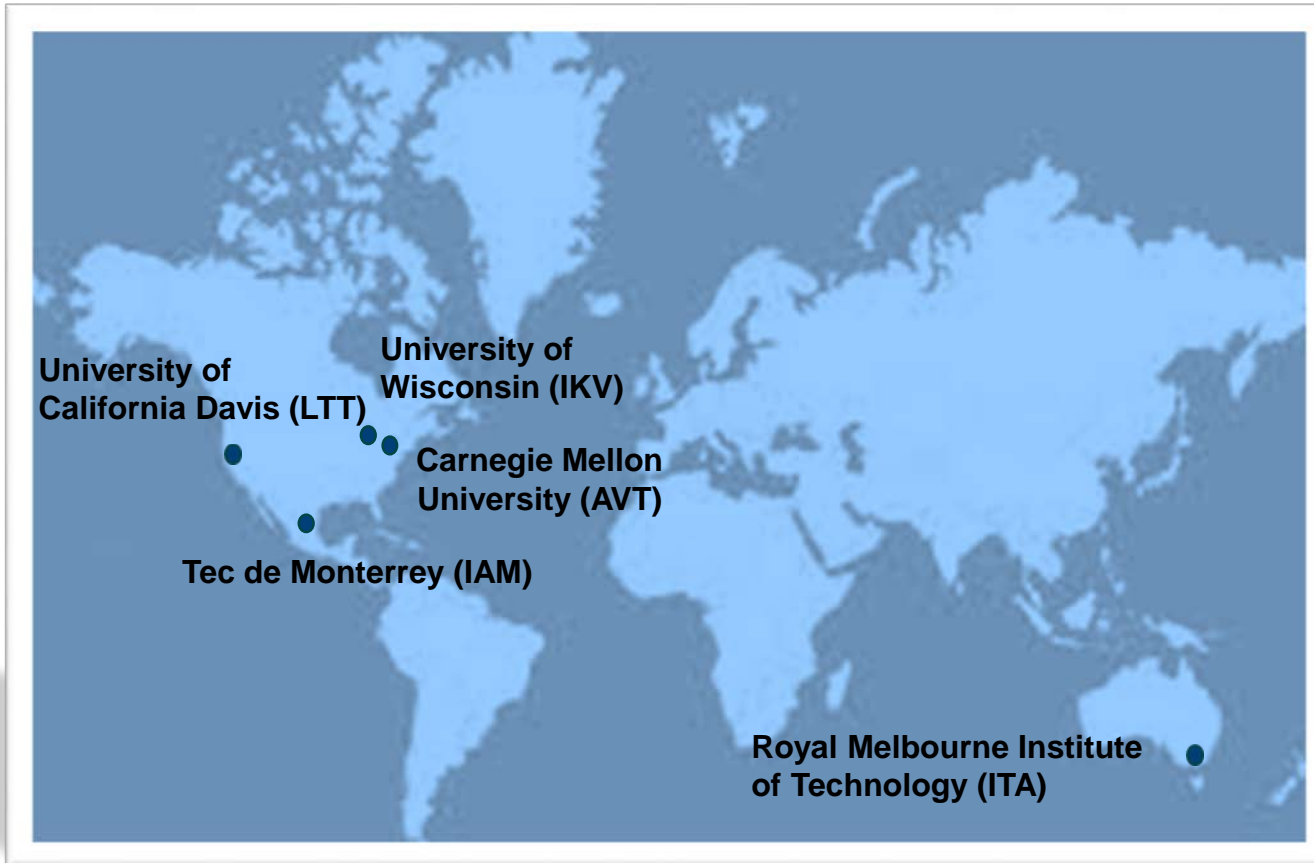 University of
California Davis (LTT)
University of
Wisconsin (IKV)
Carnegie Mellon
University (AVT)
Tec de Monterrey (IAM)
Royal Melbourne Institute
of Technology (ITA)